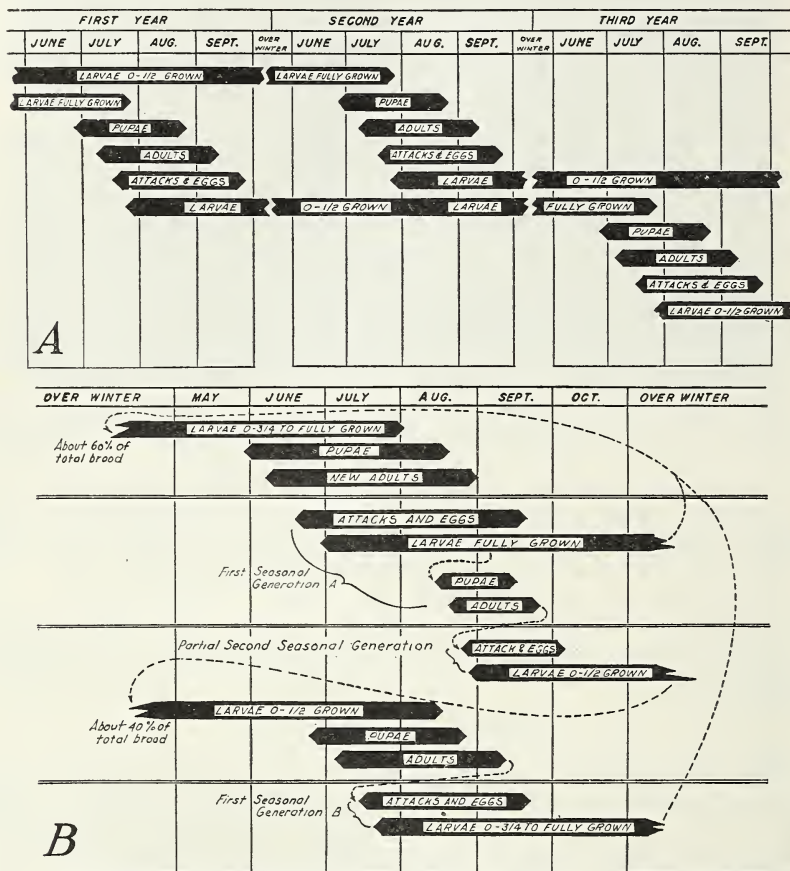 FIRST YEAR SECOND YEAR THIRD YEAR
JUNE JULY AUG. SEPT. OVER WINTER JUNE JULY AUG. SEPT. OVER WINTER JUNE JULY AUG. SEPT.
LARVAE 0-1/2 GROWN LARVAE FULLY GROWN
LARVAE FULLY GROWN PUPAE
PUPAE ADULTS
ADULTS ATTACKS & EGGS
ATTACKS & EGGS LARVAE 0-1/2 GROWN
LARVAE 0-1/2 GROWN LARVAE FULLY GROWN
PUPAE
ADULTS
ATTACKS & EGGS
LARVAE 0-1/2 GROWN
A
OVER WINTER MAY JUNE JULY AUG. SEPT. OCT. OVER WINTER
LARVAE 0-3/4 TO FULLY GROWN
About 60% of
total brood
PUPAE
NEW ADULTS
ATTACKS AND EGGS
LARVAE FULLY GROWN
First Seasonal
Generation A
PUPAE
ADULTS
Partial Second Seasonal Generation
ATTACK & EGGS
LARVAE 0-1/2 GROWN
LARVAE 0-1/2 GROWN
About 40% of
total brood
PUPAE
ADULTS
First Seasonal
Generation B
ATTACKS AND EGGS
LARVAE 0-3/4 TO FULLY GROWN
B